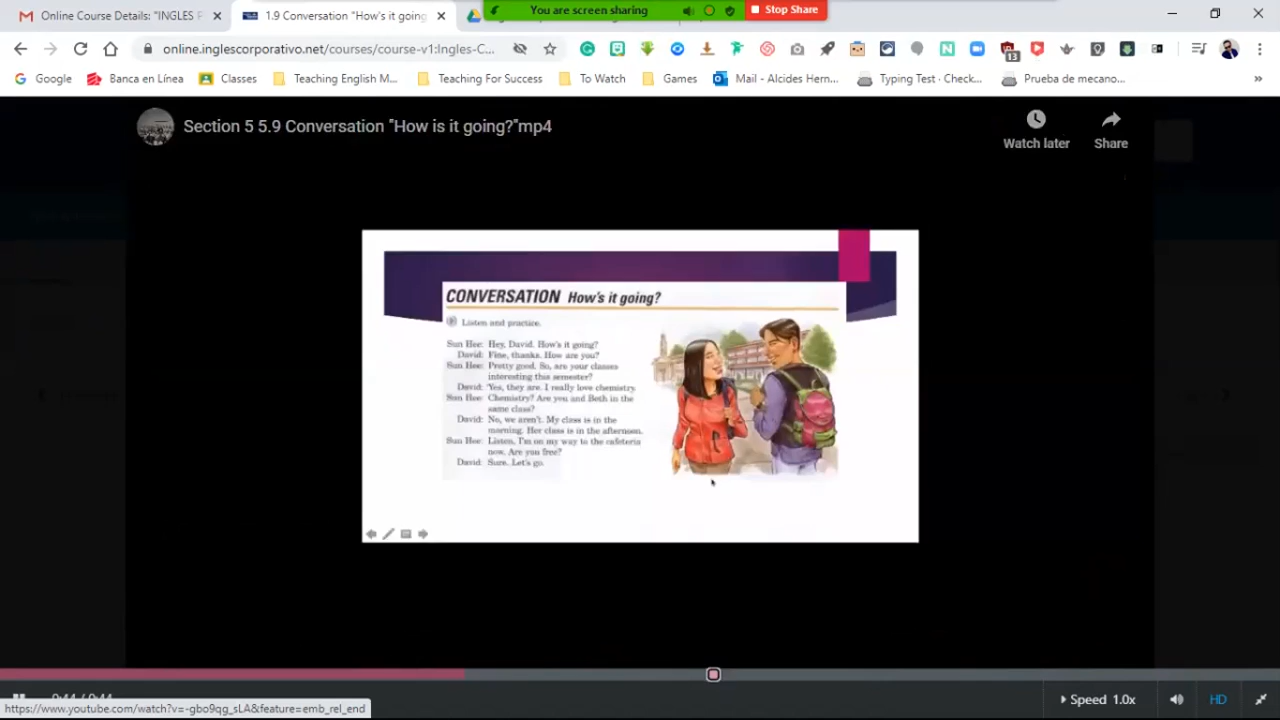 Online Course Details: "INGLES P
1.9 Conversation "How's it going
You are screen sharing
Stop Share
online.inglescorporativo.net/courses/course-v1:Ingles-C...
13
Google
Banca en Línea
Classes
Teaching English M...
Teaching For Success
To Watch
Games
Mail - Alcides Hern...
Typing Test · Check...
Prueba de mecano...
»
Section 5 5.9 Conversation "How is it going?"mp4
Watch later
Share
CONVERSATION How's it going?
Listen and practice.
Sun Hee: Hey, David. How's it going?
David: Fine, thanks. How are you?
Sun Hee: Pretty good. So, are your classes
interesting this semester?
David: Yes, they are. I really love chemistry.
Sun Hee: Chemistry? Are you and Beth in the
same class?
David: No, we aren't. My class is in the
morning. Her class is in the afternoon.
Sun Hee: Listen, I'm on my way to the cafeteria
now. Are you free?
David: Sure. Let's go.
0:44 / 0:44
Speed 1.0x
HD
https://www.youtube.com/watch?v=-gbo9qg_sLA&feature=emb_rel_end